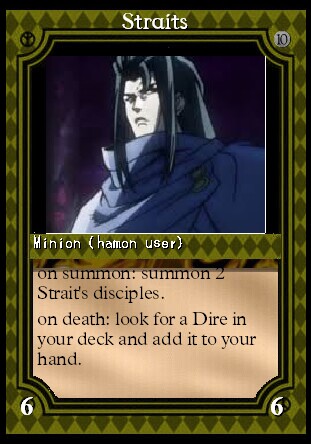 Straits
10
Minion (hamon user)
on summon: summon 2
Strait's disciples.
on death: look for a Dire in
your deck and add it to your
hand.
6
6